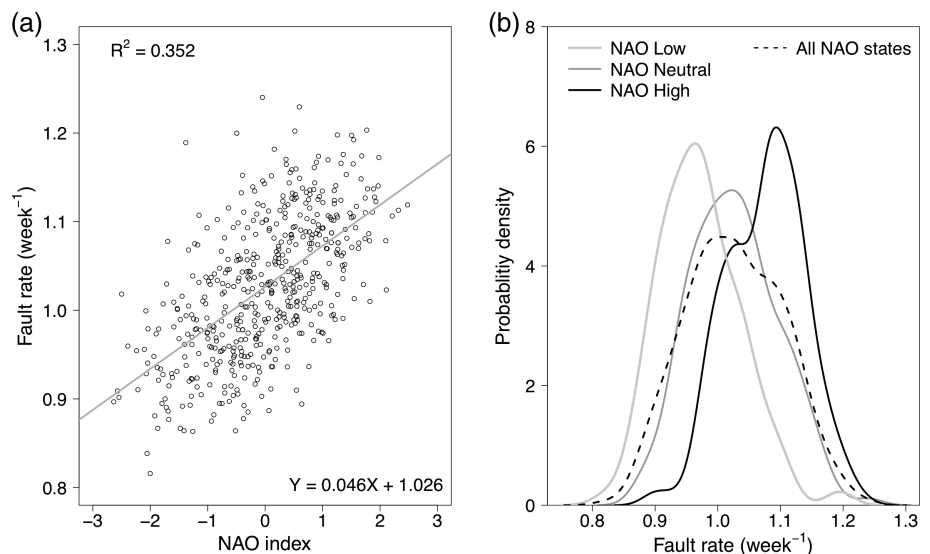 (a)
R² = 0.352
Y = 0.046X + 1.026
Fault rate (week⁻¹)
1.3
1.2
1.1
1.0
0.9
0.8
−3 −2 −1 0 1 2 3
NAO index
(b)
NAO Low
NAO Neutral
NAO High
All NAO states
Probablitiy density
8
6
4
2
0
0.8 0.9 1.0 1.1 1.2 1.3
Fault rate (week⁻¹)